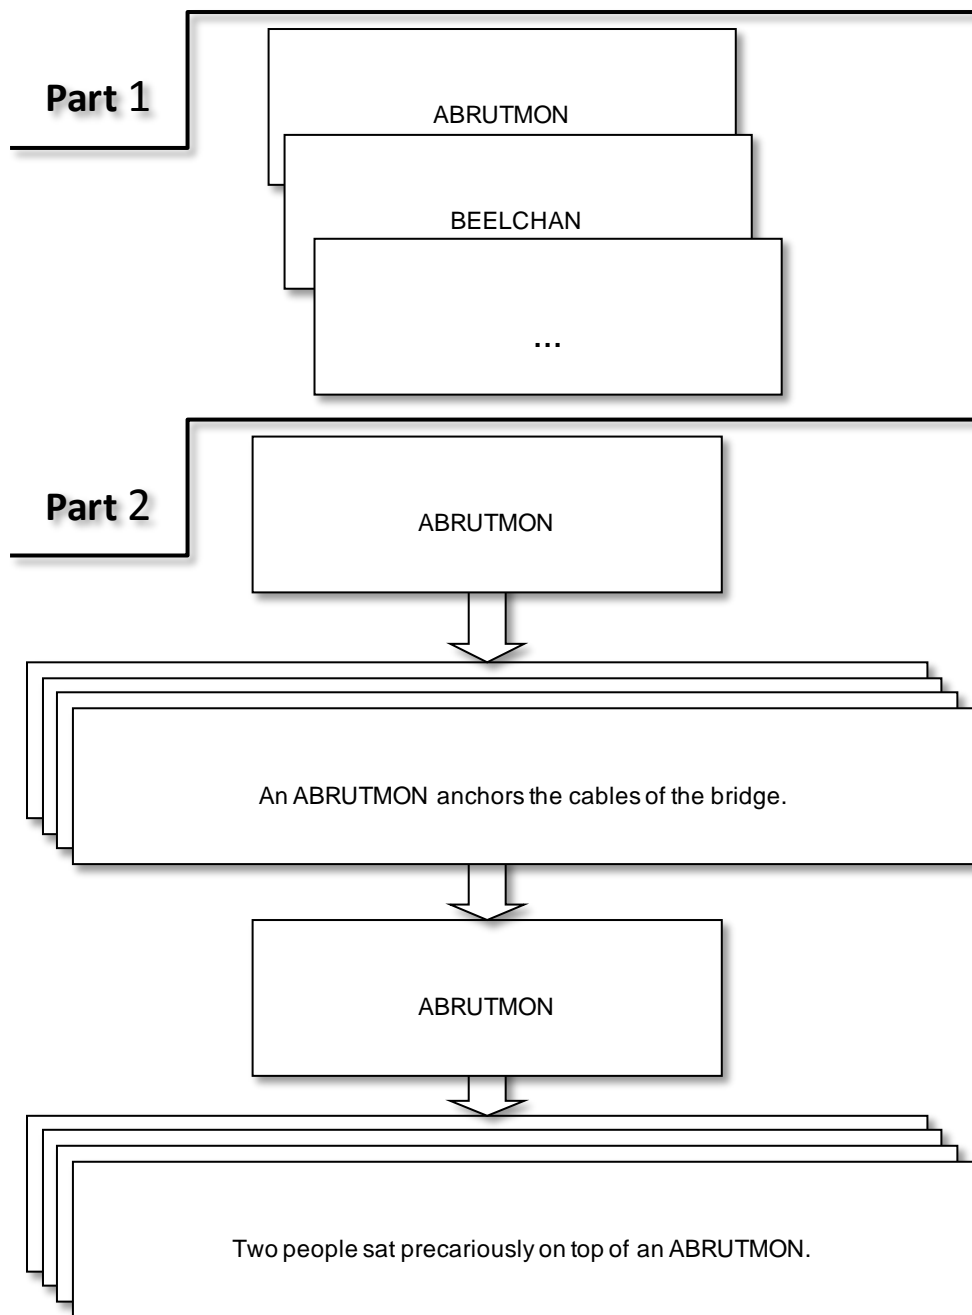 Part 1
ABRUTMON
BEELCHAN
...
Part 2
ABRUTMON
An ABRUTMON anchors the cables of the bridge.
ABRUTMON
Two people sat precariously on top of an ABRUTMON.